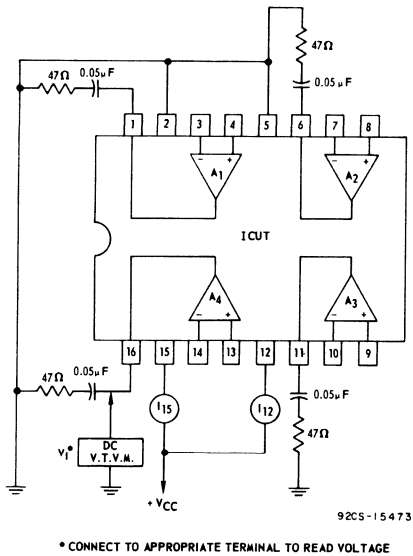 47Ω
0.05μF
47Ω
0.05μF
1 2 3 4 5 6 7 8
- + - +
A1 A2
ICUT
A4 A3
- + - +
16 15 14 13 12 11 10 9
47Ω
0.05μF
0.05μF
I15
I12
47Ω
V1•
DC
V.T.V.M.
+ VCC
92CS-15473
• CONNECT TO APPROPRIATE TERMINAL TO READ VOLTAGE